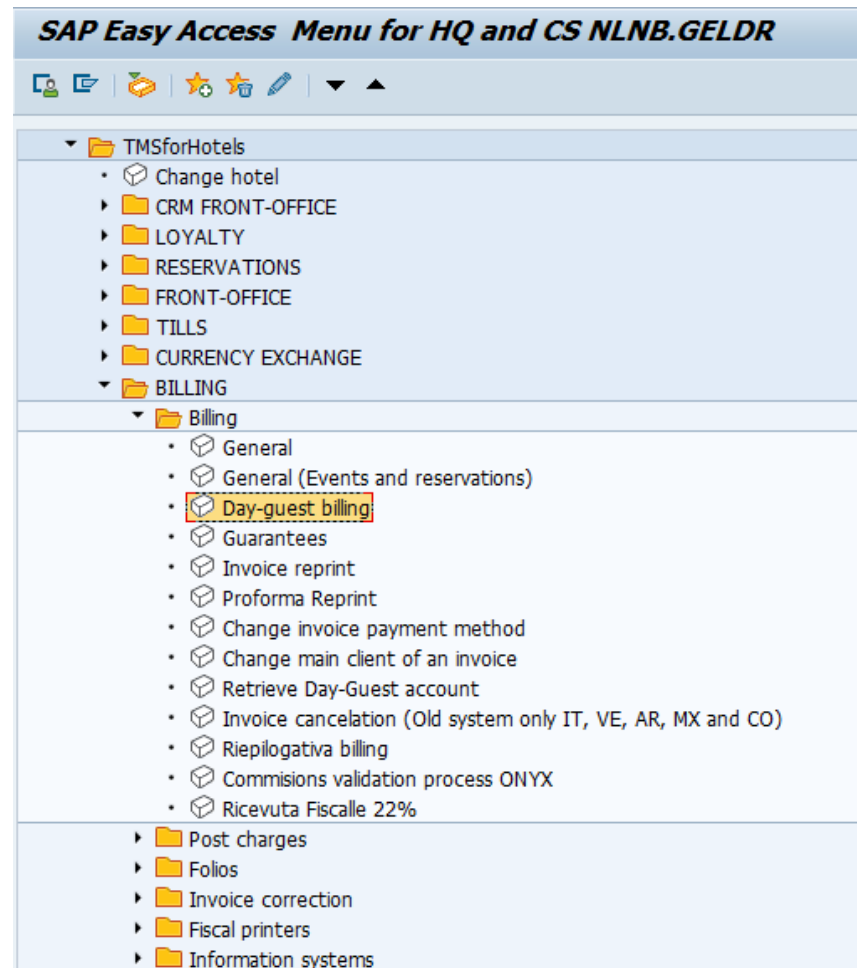 SAP Easy Access Menu for HQ and CS NLNB.GELDR
TMSforHotels
Change hotel
CRM FRONT-OFFICE
LOYALTY
RESERVATIONS
FRONT-OFFICE
TILLS
CURRENCY EXCHANGE
BILLING
Billing
General
General (Events and reservations)
Day-guest billing
Guarantees
Invoice reprint
Proforma Reprint
Change invoice payment method
Change main client of an invoice
Retrieve Day-Guest account
Invoice cancelation (Old system only IT, VE, AR, MX and CO)
Riepilogativa billing
Commisions validation process ONYX
Ricevuta Fiscalle 22%
Post charges
Folios
Invoice correction
Fiscal printers
Information systems